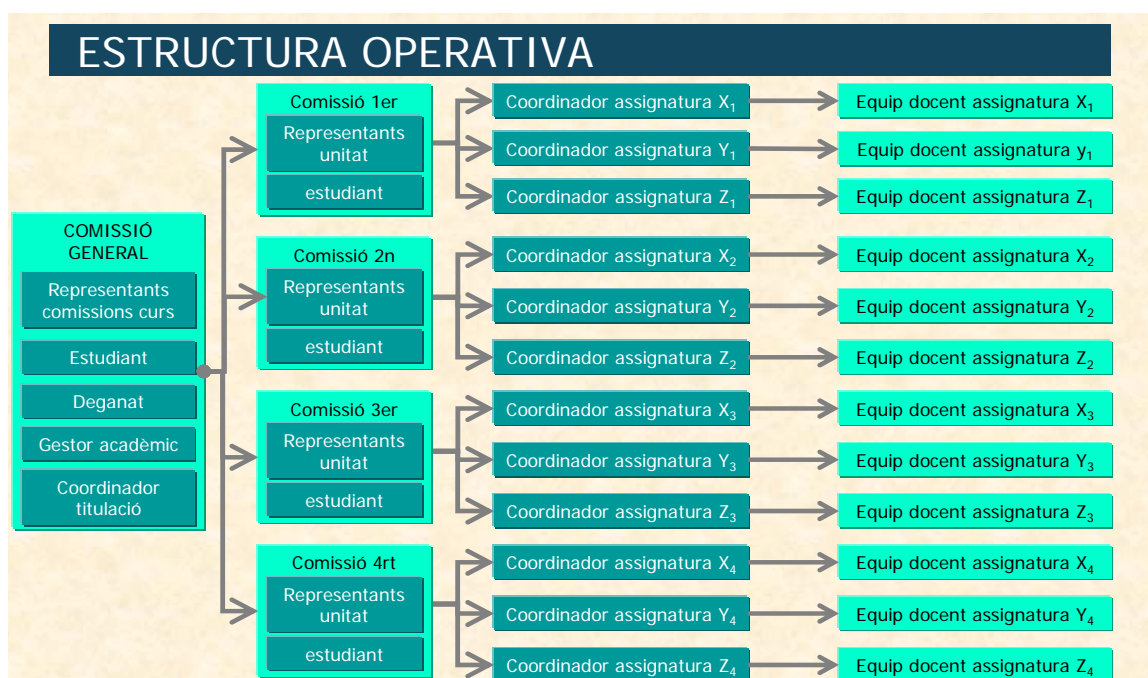 ESTRUCTURA OPERATIVA
COMISSIÓ
GENERAL
Representants
comissions curs
Estudiant
Deganat
Gestor acadèmic
Coordinador
titulació
Comissió 1er
Representants
unitat
estudiant
Coordinador assignatura X₁
Equip docent assignatura X₁
Coordinador assignatura Y₁
Equip docent assignatura y₁
Coordinador assignatura Z₁
Equip docent assignatura Z₁
Comissió 2n
Representants
unitat
estudiant
Coordinador assignatura X₂
Equip docent assignatura X₂
Coordinador assignatura Y₂
Equip docent assignatura Y₂
Coordinador assignatura Z₂
Equip docent assignatura Z₂
Comissió 3er
Representants
unitat
estudiant
Coordinador assignatura X₃
Equip docent assignatura X₃
Coordinador assignatura Y₃
Equip docent assignatura Y₃
Coordinador assignatura Z₃
Equip docent assignatura Z₃
Comissió 4rt
Representants
unitat
estudiant
Coordinador assignatura X₄
Equip docent assignatura X₄
Coordinador assignatura Y₄
Equip docent assignatura Y₄
Coordinador assignatura Z₄
Equip docent assignatura Z₄